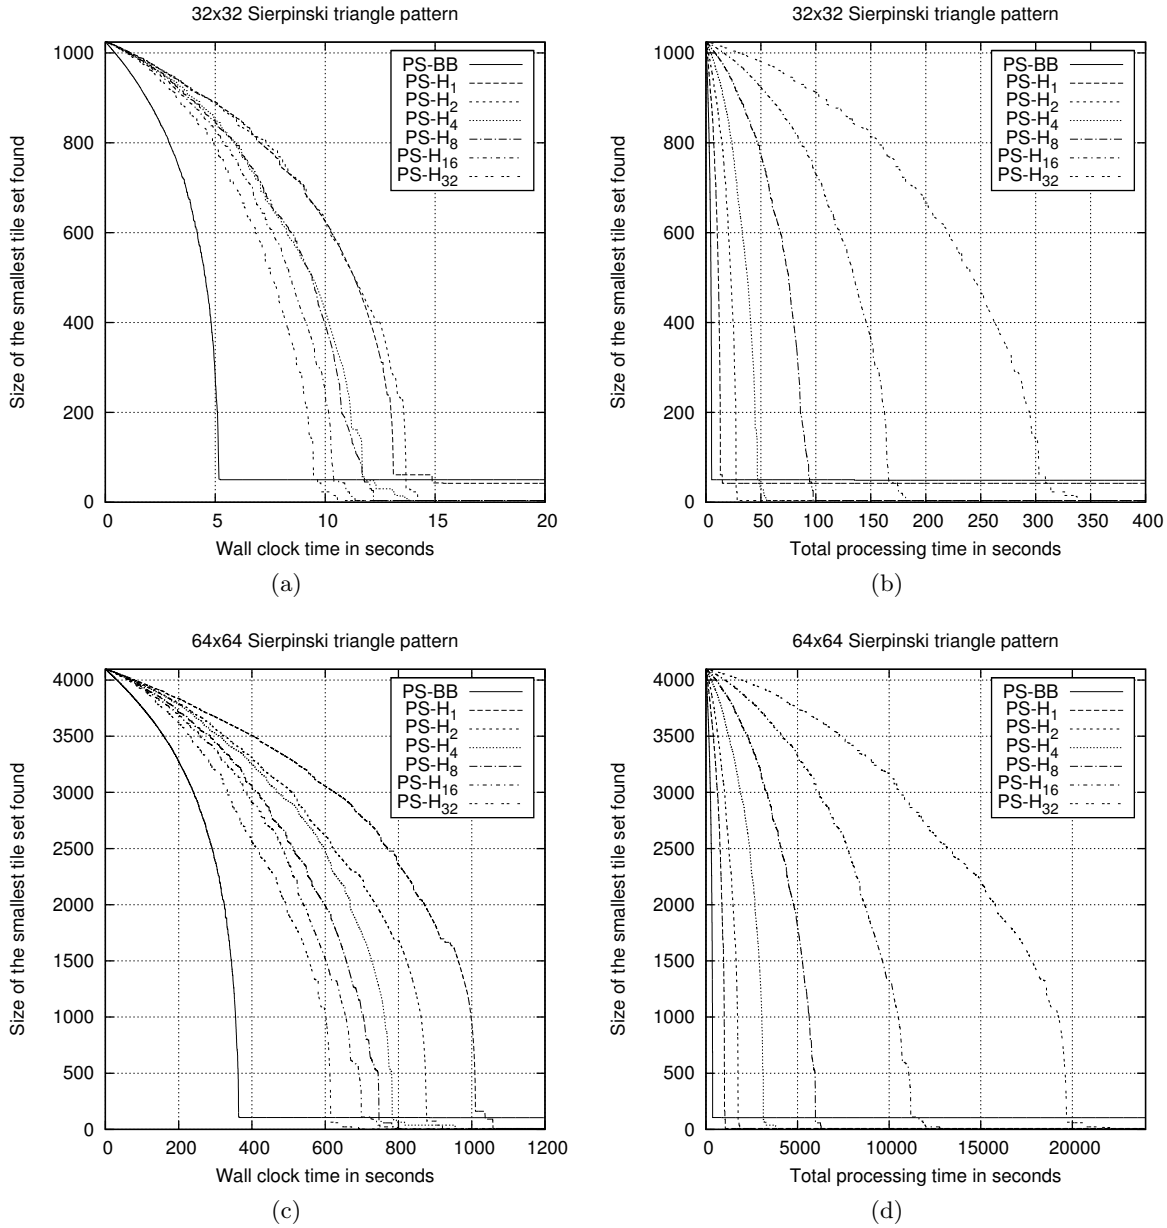 32x32 Sierpinski triangle pattern
Size of the smallest tile set found
1000
800
600
400
200
0
0 5 10 15 20
Wall clock time in seconds
PS-BB
PS-H1
PS-H2
PS-H4
PS-H8
PS-H16
PS-H32
(a)
32x32 Sierpinski triangle pattern
Size of the smallest tile set found
1000
800
600
400
200
0
0 50 100 150 200 250 300 350 400
Total processing time in seconds
PS-BB
PS-H1
PS-H2
PS-H4
PS-H8
PS-H16
PS-H32
(b)
64x64 Sierpinski triangle pattern
Size of the smallest tile set found
4000
3500
3000
2500
2000
1500
1000
500
0
0 200 400 600 800 1000 1200
Wall clock time in seconds
PS-BB
PS-H1
PS-H2
PS-H4
PS-H8
PS-H16
PS-H32
(c)
64x64 Sierpinski triangle pattern
Size of the smallest tile set found
4000
3500
3000
2500
2000
1500
1000
500
0
0 5000 10000 15000 20000
Total processing time in seconds
PS-BB
PS-H1
PS-H2
PS-H4
PS-H8
PS-H16
PS-H32
(d)